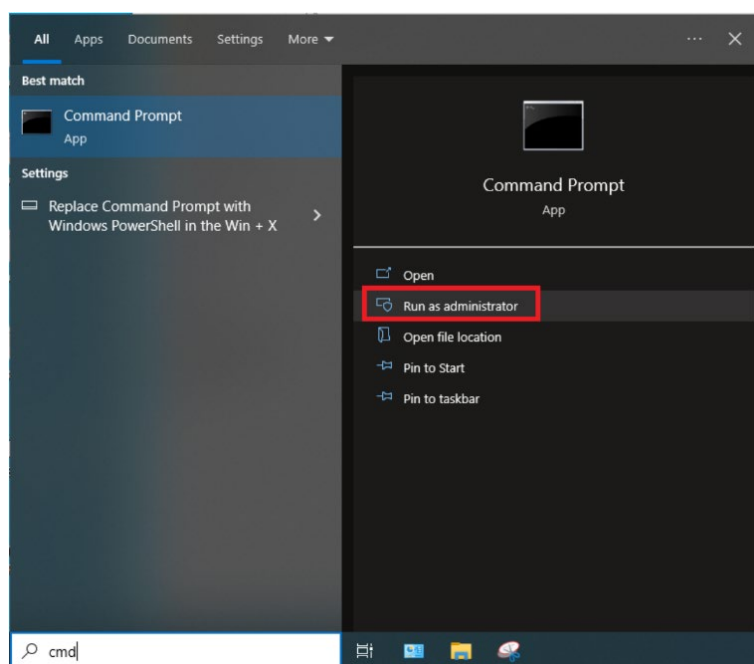 All Apps Documents Settings More
Best match
Command Prompt
App
Settings
Replace Command Prompt with
Windows PowerShell in the Win + X
Command Prompt
App
Open
Run as administrator
Open file location
Pin to Start
Pin to taskbar
cmd